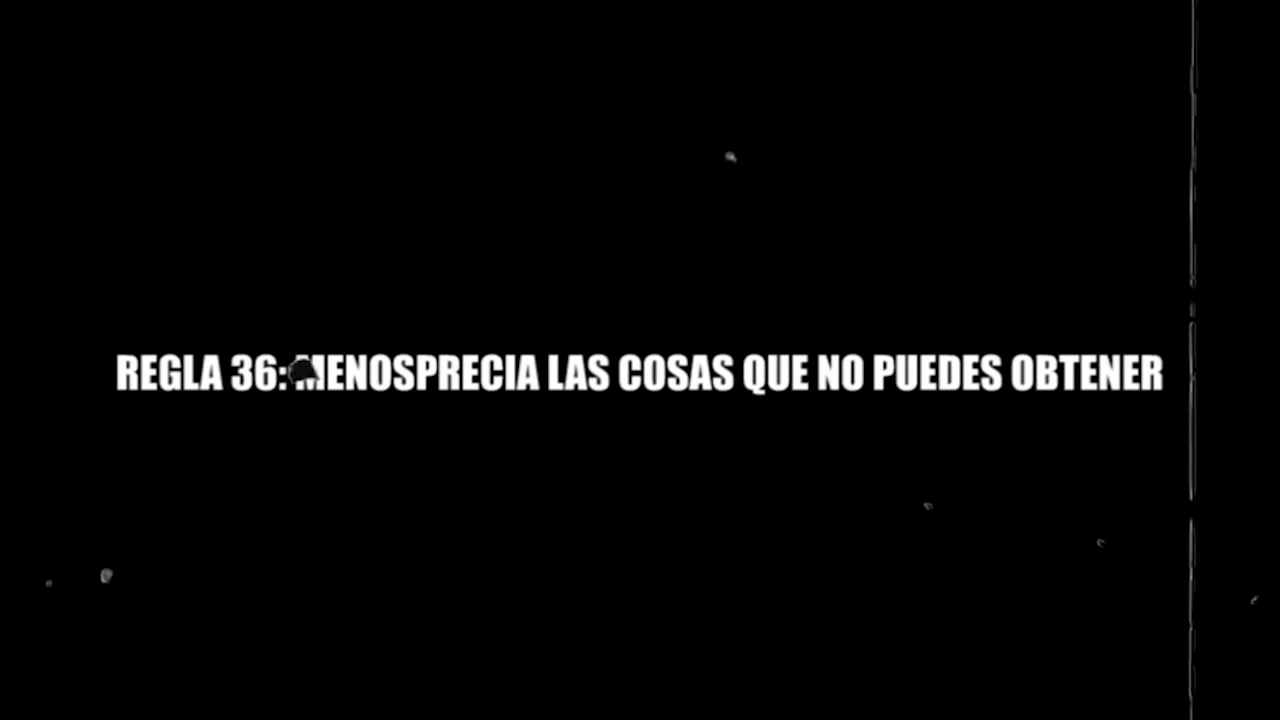 REGLA 36: MENOSPRECIA LAS COSAS QUE NO PUEDES OBTENER